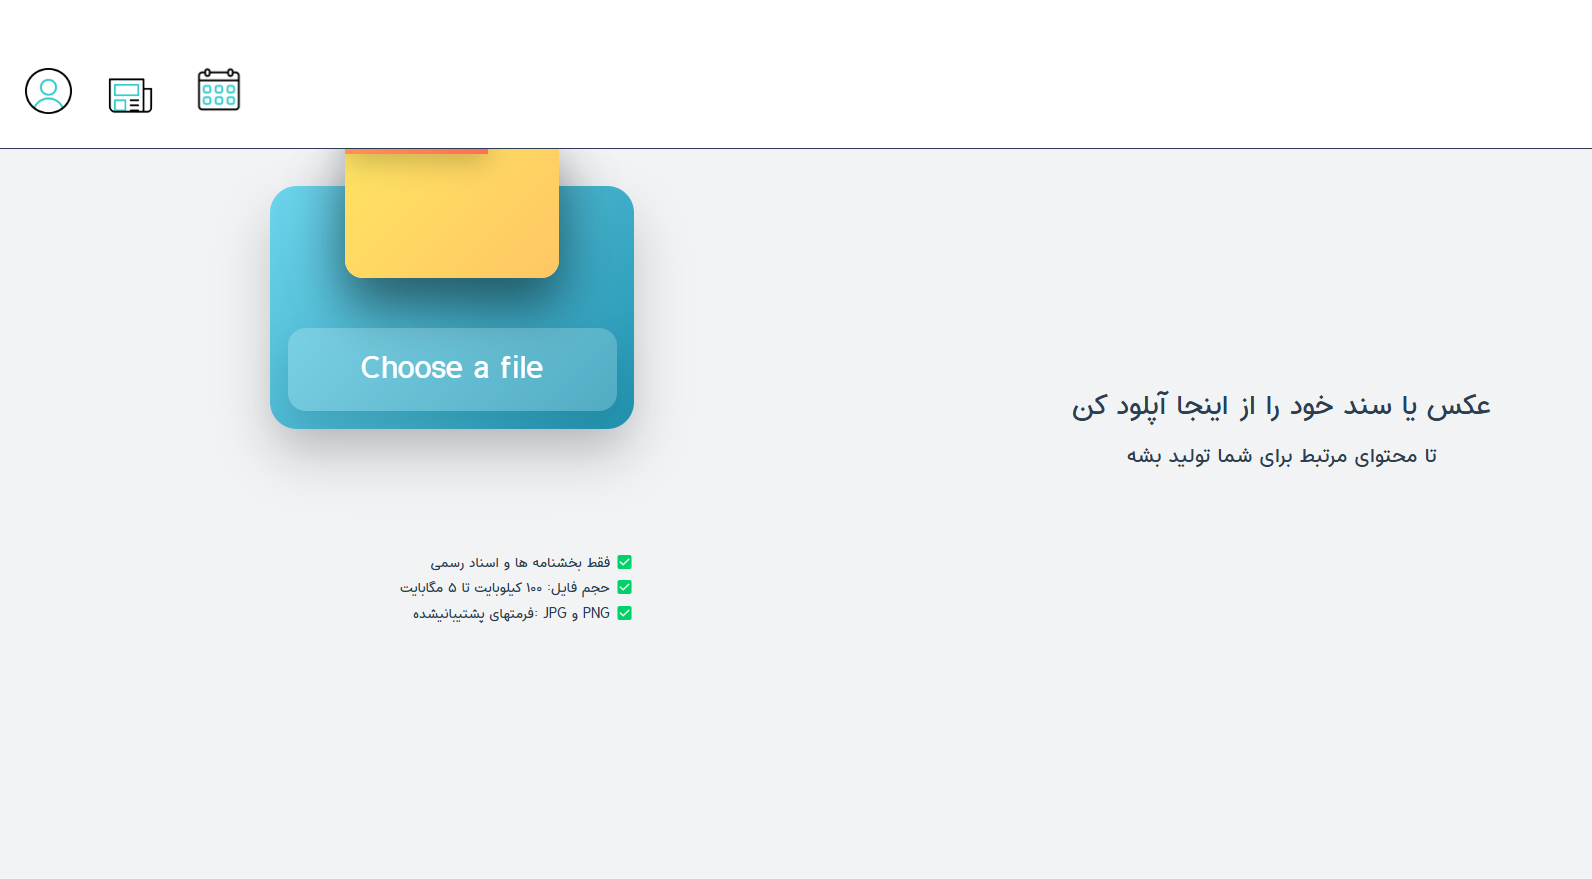 عکس یا سند خود را از اینجا آپلود کن
تا محتوای مرتبط برای شما تولید بشه
Choose a file
فقط بخشنامه ها و اسناد رسمی
حجم فایل: ۱۰۰ کیلوبایت تا ۵ مگابایت
PNG و JPG :فرمتهای پشتیبانیشده